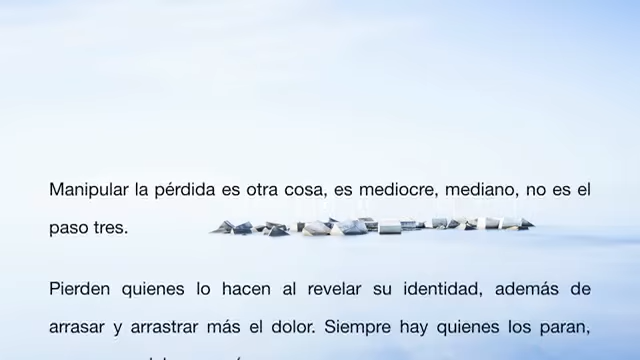 Manipular la pérdida es otra cosa, es mediocre, mediano, no es el
paso tres.
Pierden quienes lo hacen al revelar su identidad, además de
arrasar y arrastrar más el dolor. Siempre hay quienes los paran,